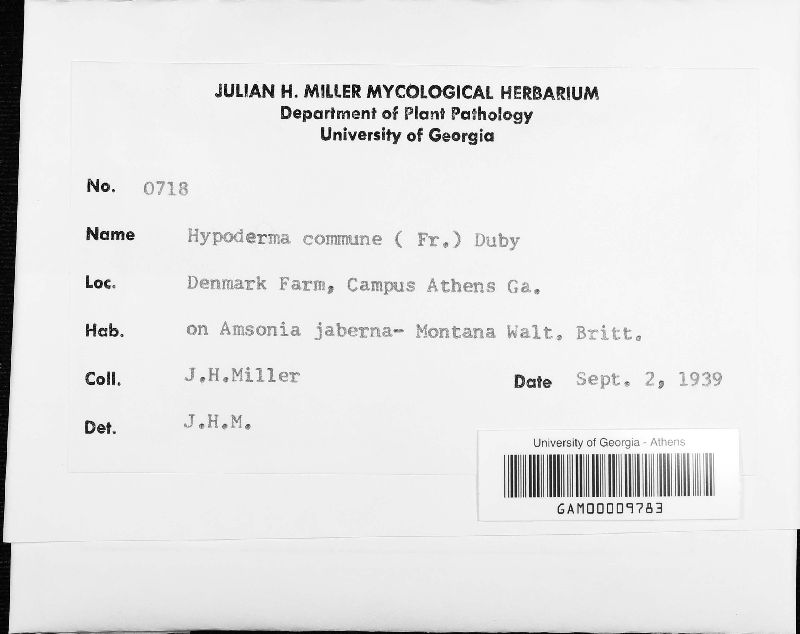 JULIAN H. MILLER MYCOLOGICAL HERBARIUM
Department of Plant Pathology
University of Georgia
No. 0718
Name Hypoderma commune ( Fr.) Duby
Loc. Denmark Farm, Campus Athens Ga.
Hab. on Amsonia jaberna- Montana Walt. Britt.
Coll. J.H.Miller Date Sept. 2, 1939
Det. J.H.M.
University of Georgia - Athens
GAM00009783